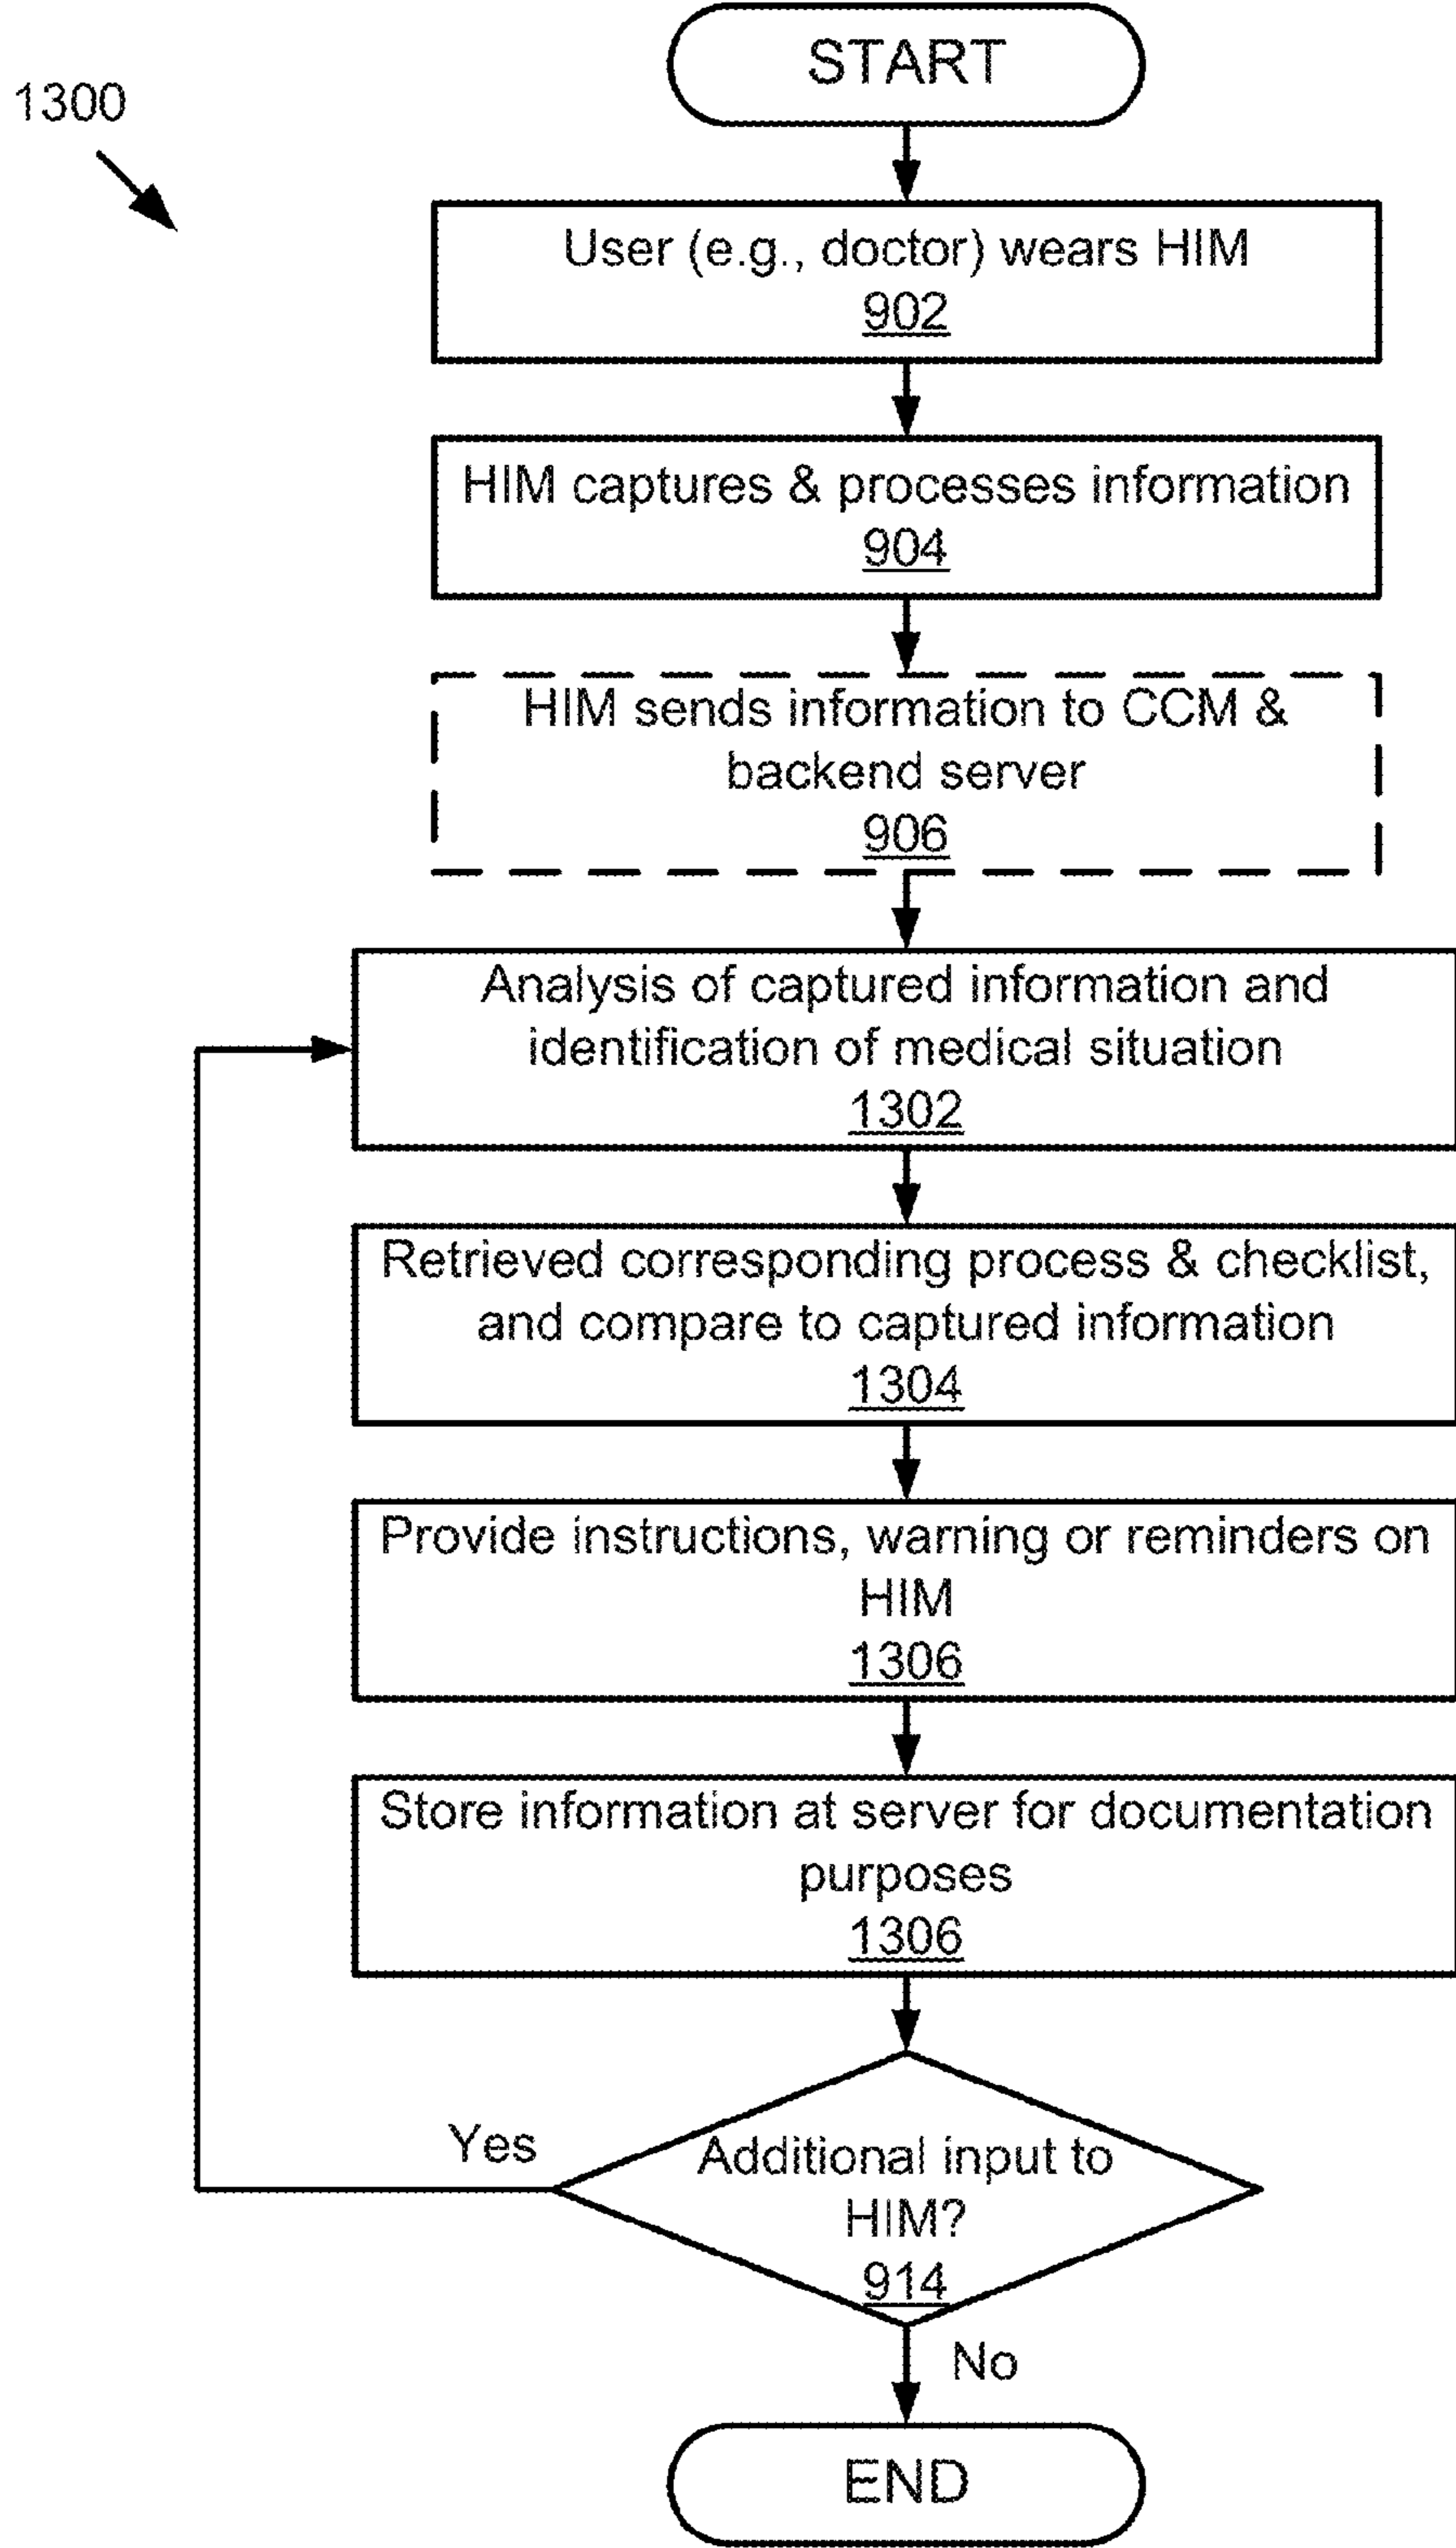 START
1300
User (e.g., doctor) wears HIM
902
HIM captures & processes information
904
HIM sends information to CCM &
backend server
906
Analysis of captured information and
identification of medical situation
1302
Retrieved corresponding process & checklist,
and compare to captured information
1304
Provide instructions, warning or reminders on
HIM
1306
Store information at server for documentation
purposes
1306
Yes
Additional input to
HIM?
914
No
END